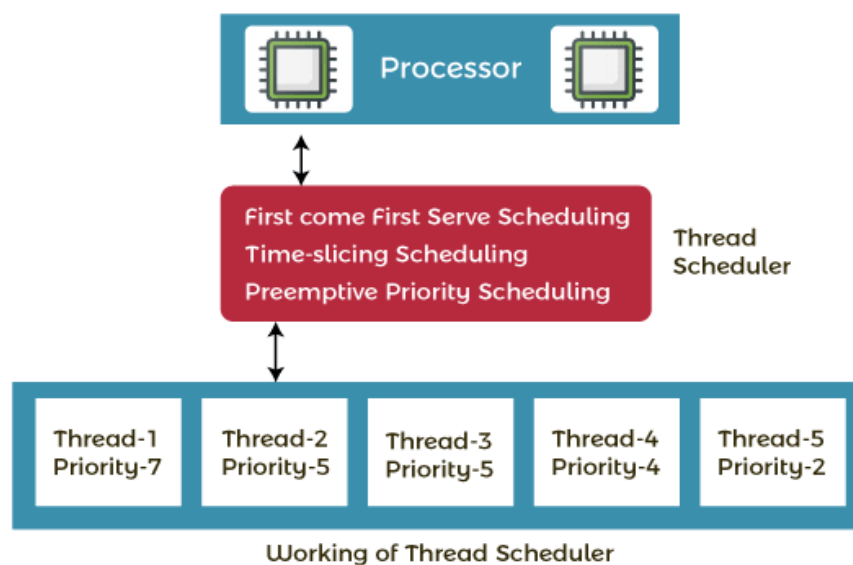 Processor
First come First Serve Scheduling
Time-slicing Scheduling
Preemptive Priority Scheduling
Thread
Scheduler
Thread-1
Priority-7
Thread-2
Priority-5
Thread-3
Priority-5
Thread-4
Priority-4
Thread-5
Priority-2
Working of Thread Scheduler